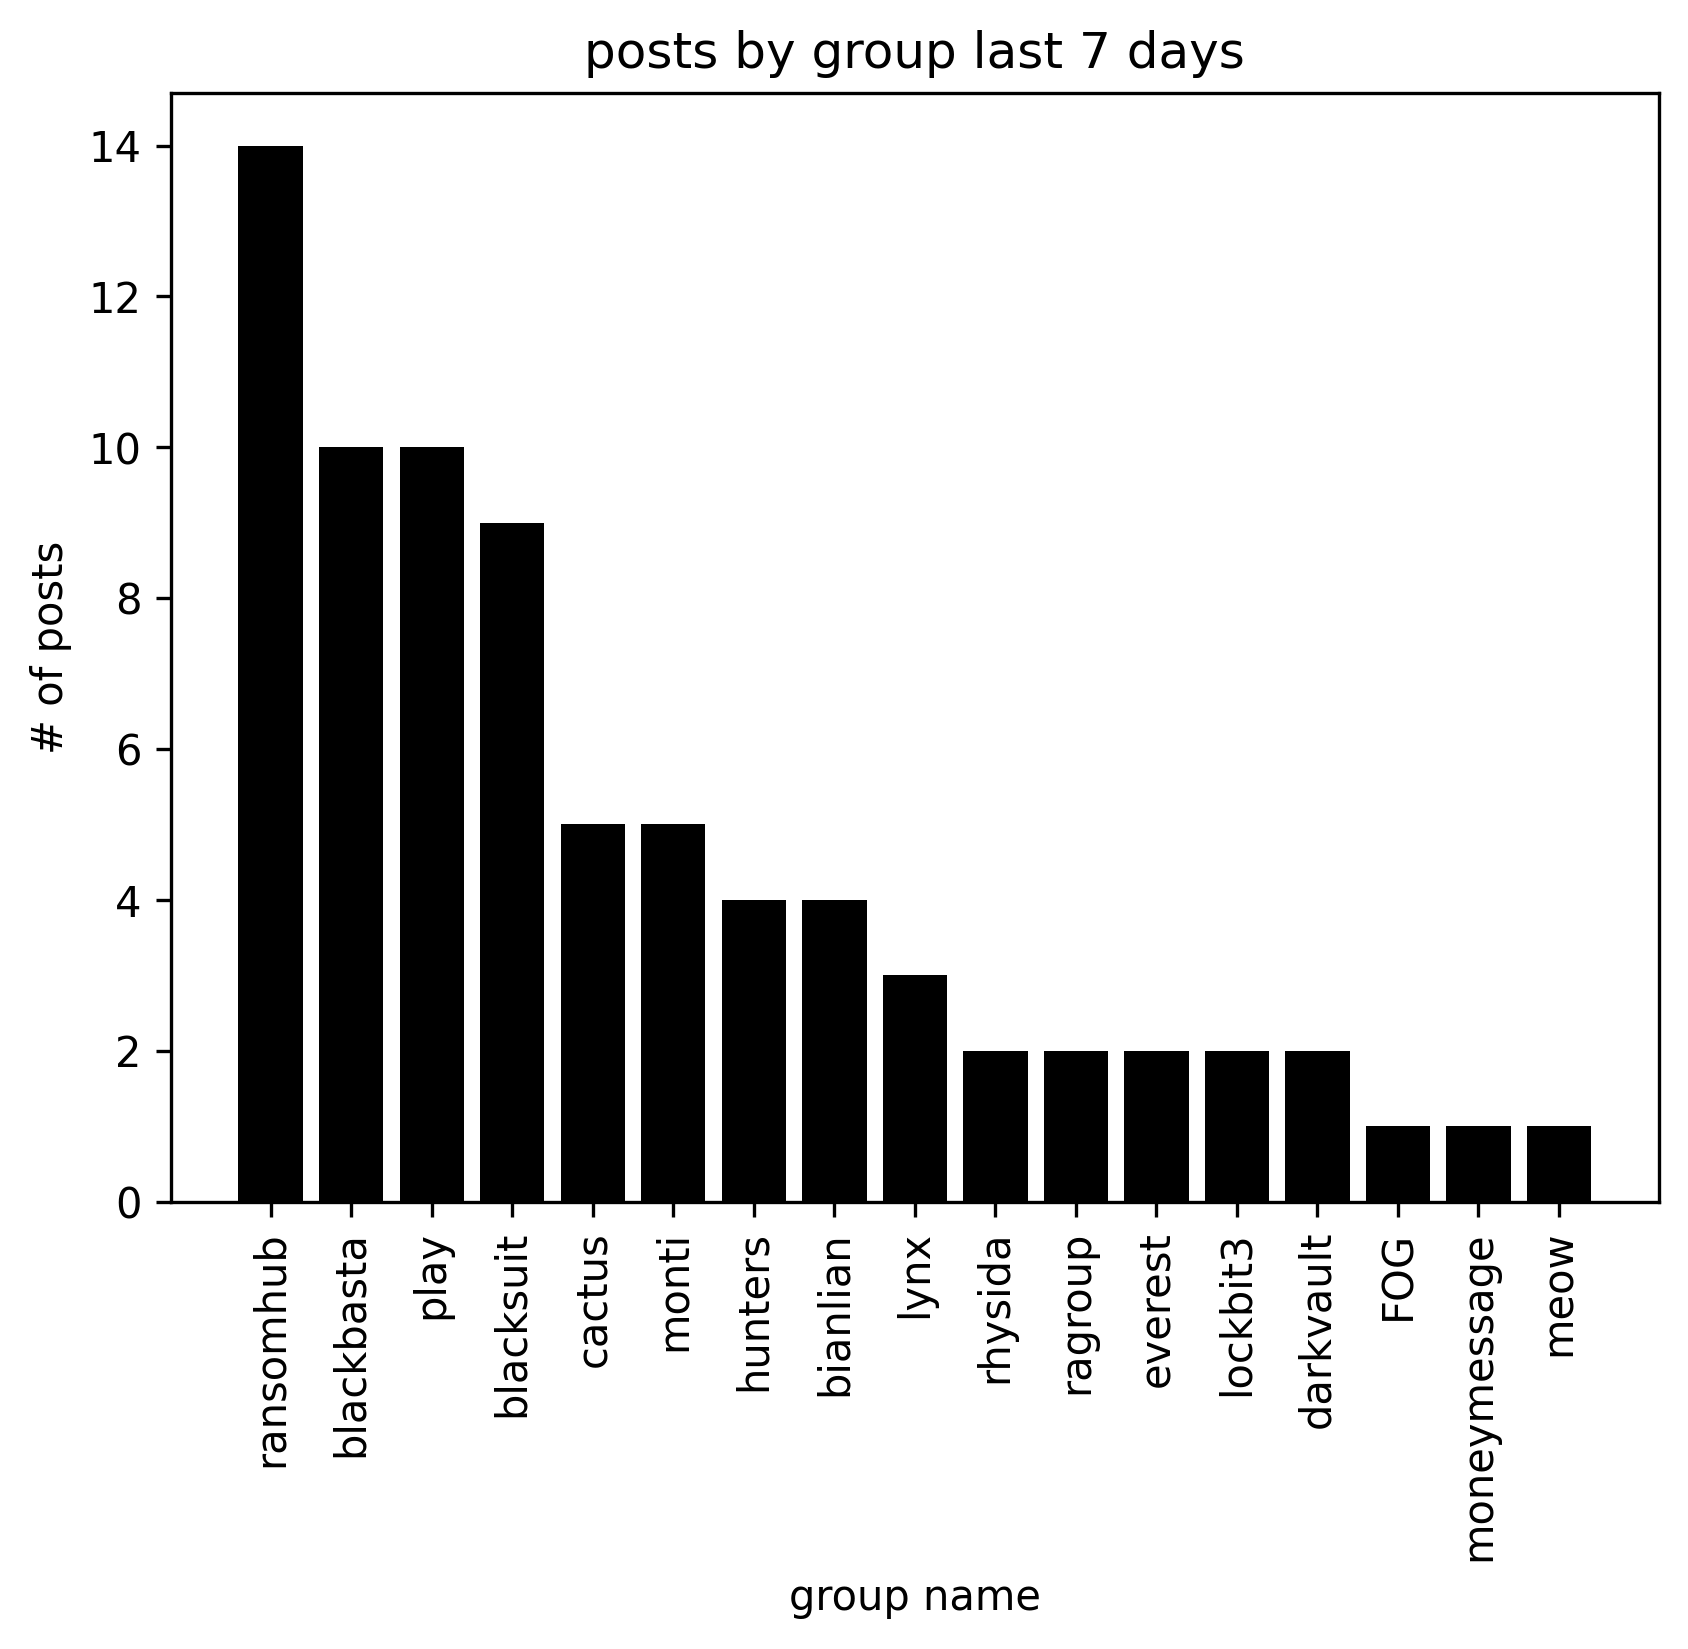 posts by group last 7 days
14
12
10
8
6
4
2
0
# of posts
ransomhub
blackbasta
play
blacksuit
cactus
monti
hunters
bianlian
lynx
rhysida
ragroup
everest
lockbit3
darkvault
FOG
moneymessage
meow
group name